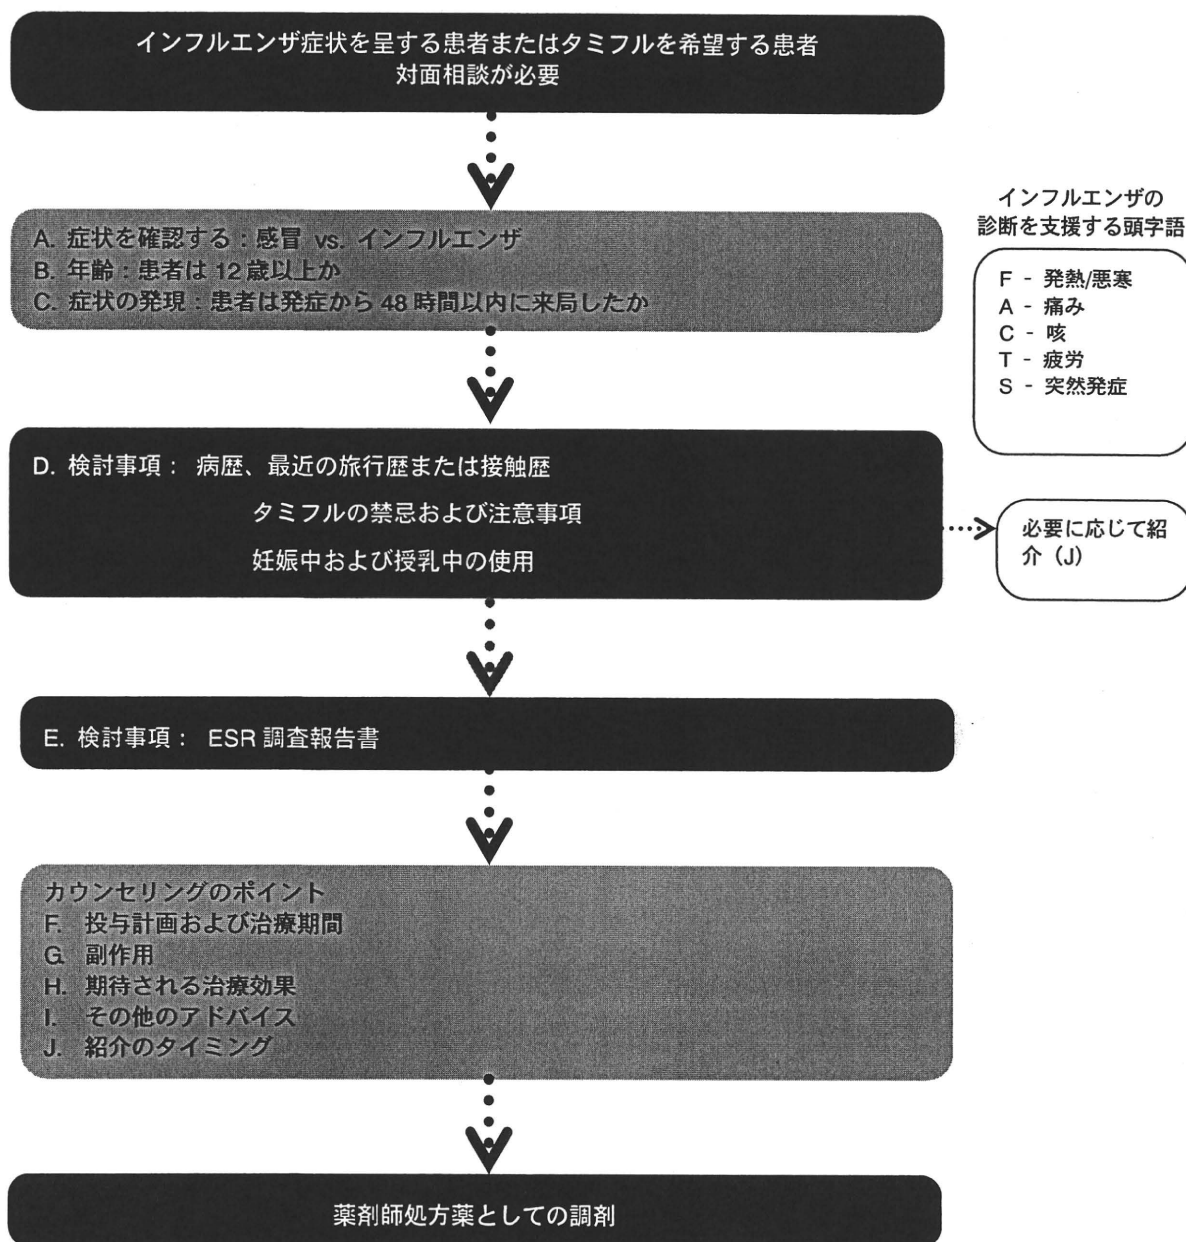 インフルエンザ症状を呈する患者またはタミフルを希望する患者
対面相談が必要
A. 症状を確認する：感冒 vs. インフルエンザ
B. 年齢：患者は 12 歳以上か
C. 症状の発現：患者は発症から 48 時間以内に来局したか
インフルエンザの
診断を支援する頭字語
F - 発熱/悪寒
A - 痛み
C - 咳
T - 疲労
S - 突然発症
D. 検討事項： 病歴、最近の旅行歴または接触歴
タミフルの禁忌および注意事項
妊娠中および授乳中の使用
必要に応じて紹
介（J）
E. 検討事項： ESR 調査報告書
カウンセリングのポイント
F. 投与計画および治療期間
G. 副作用
H. 期待される治療効果
I. その他のアドバイス
J. 紹介のタイミング
薬剤師処方薬としての調剤